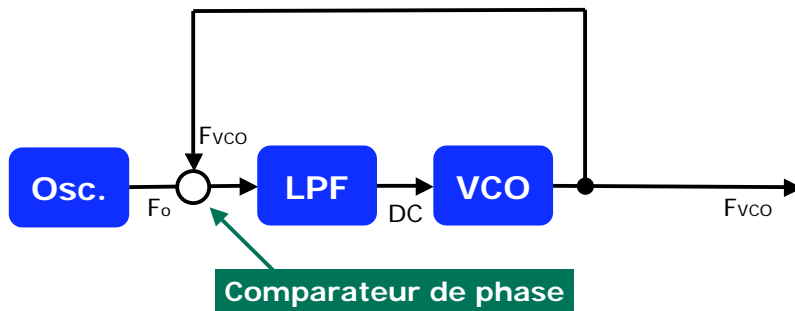 Fvco
Osc.
LPF
VCO
Fo
DC
Fvco
Comparateur de phase